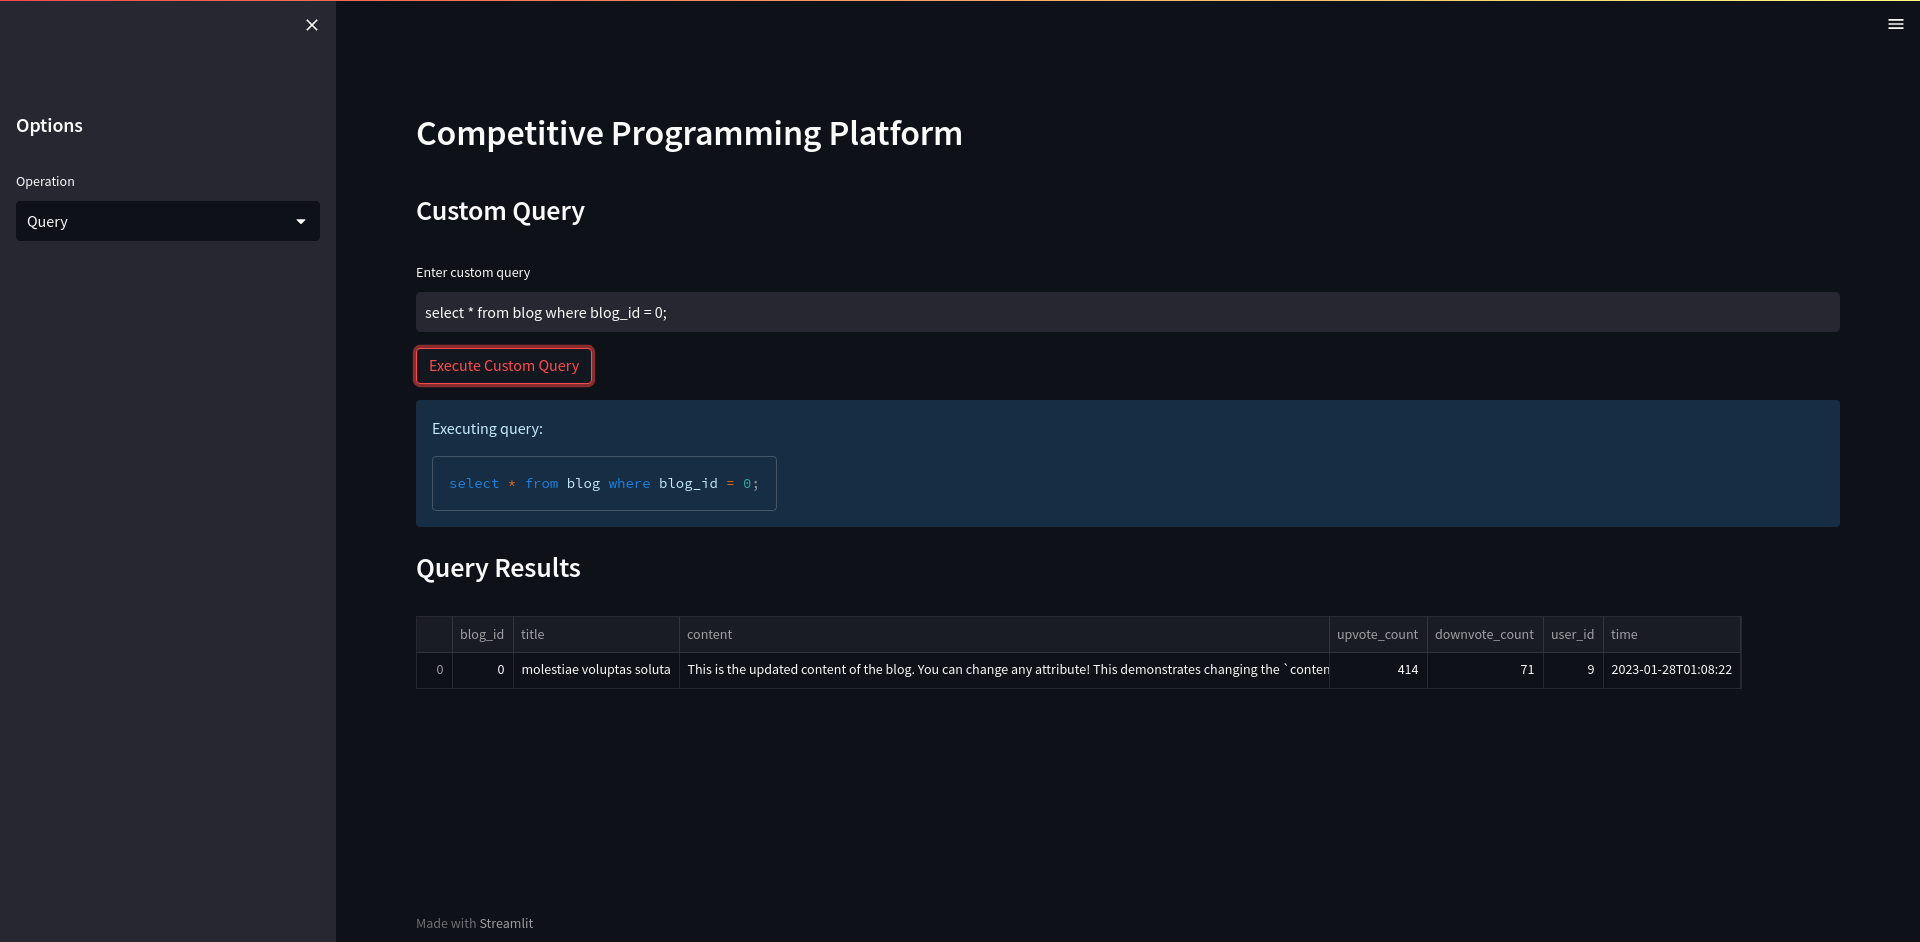 Options
Operation
Query
Competitive Programming Platform
Custom Query
Enter custom query
select * from blog where blog_id = 0;
Execute Custom Query
Executing query:
select * from blog where blog_id = 0;
Query Results
blog_id title content upvote_count downvote_count user_id time
0 0 molestiae voluptas soluta This is the updated content of the blog. You can change any attribute! This demonstrates changing the `conten 414 71 9 2023-01-28T01:08:22
Made with Streamlit